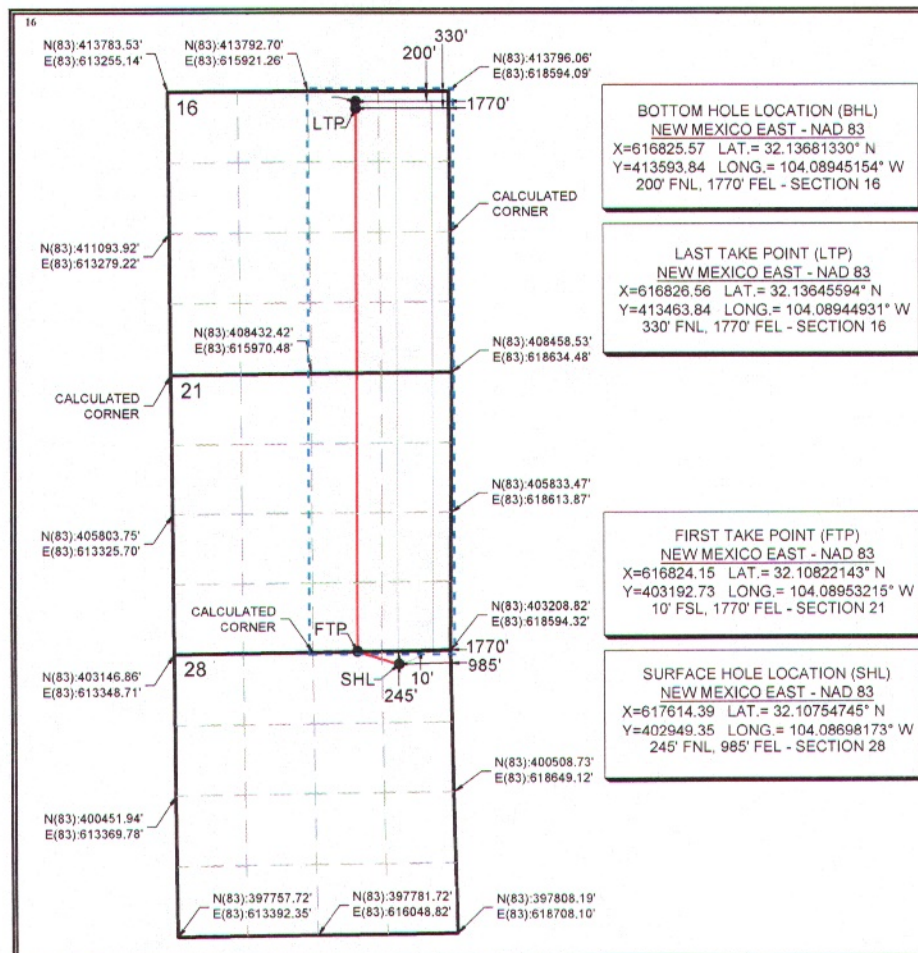 16
N(83):413783.53'
E(83):613255.14'
N(83):413792.70'
E(83):615921.26'
330'
200'
N(83):413796.06'
E(83):618594.09'
16
1770'
LTP
BOTTOM HOLE LOCATION (BHL)
NEW MEXICO EAST - NAD 83
X=616825.57 LAT.= 32.13681330° N
Y=413593.84 LONG.= 104.08945154° W
200' FNL, 1770' FEL - SECTION 16
CALCULATED
CORNER
N(83):411093.92'
E(83):613279.22'
LAST TAKE POINT (LTP)
NEW MEXICO EAST - NAD 83
X=616826.56 LAT.= 32.13645594° N
Y=413463.84 LONG.= 104.08944931° W
330' FNL, 1770' FEL - SECTION 16
N(83):408432.42'
E(83):615970.48'
N(83):408458.53'
E(83):618634.48'
CALCULATED
CORNER
21
N(83):405833.47'
E(83):618613.87'
N(83):405803.75'
E(83):613325.70'
FIRST TAKE POINT (FTP)
NEW MEXICO EAST - NAD 83
X=616824.15 LAT.= 32.10822143° N
Y=403192.73 LONG.= 104.08953215° W
10' FSL, 1770' FEL - SECTION 21
CALCULATED
CORNER
FTP
N(83):403208.82'
E(83):618594.32'
1770'
N(83):403146.86'
E(83):613348.71'
28
SHL
10'
985'
245'
SURFACE HOLE LOCATION (SHL)
NEW MEXICO EAST - NAD 83
X=617614.39 LAT.= 32.10754745° N
Y=402949.35 LONG.= 104.08698173° W
245' FNL, 985' FEL - SECTION 28
N(83):400508.73'
E(83):618649.12'
N(83):400451.94'
E(83):613369.78'
N(83):397757.72'
E(83):613392.35'
N(83):397781.72'
E(83):616048.82'
N(83):397808.19'
E(83):618708.10'